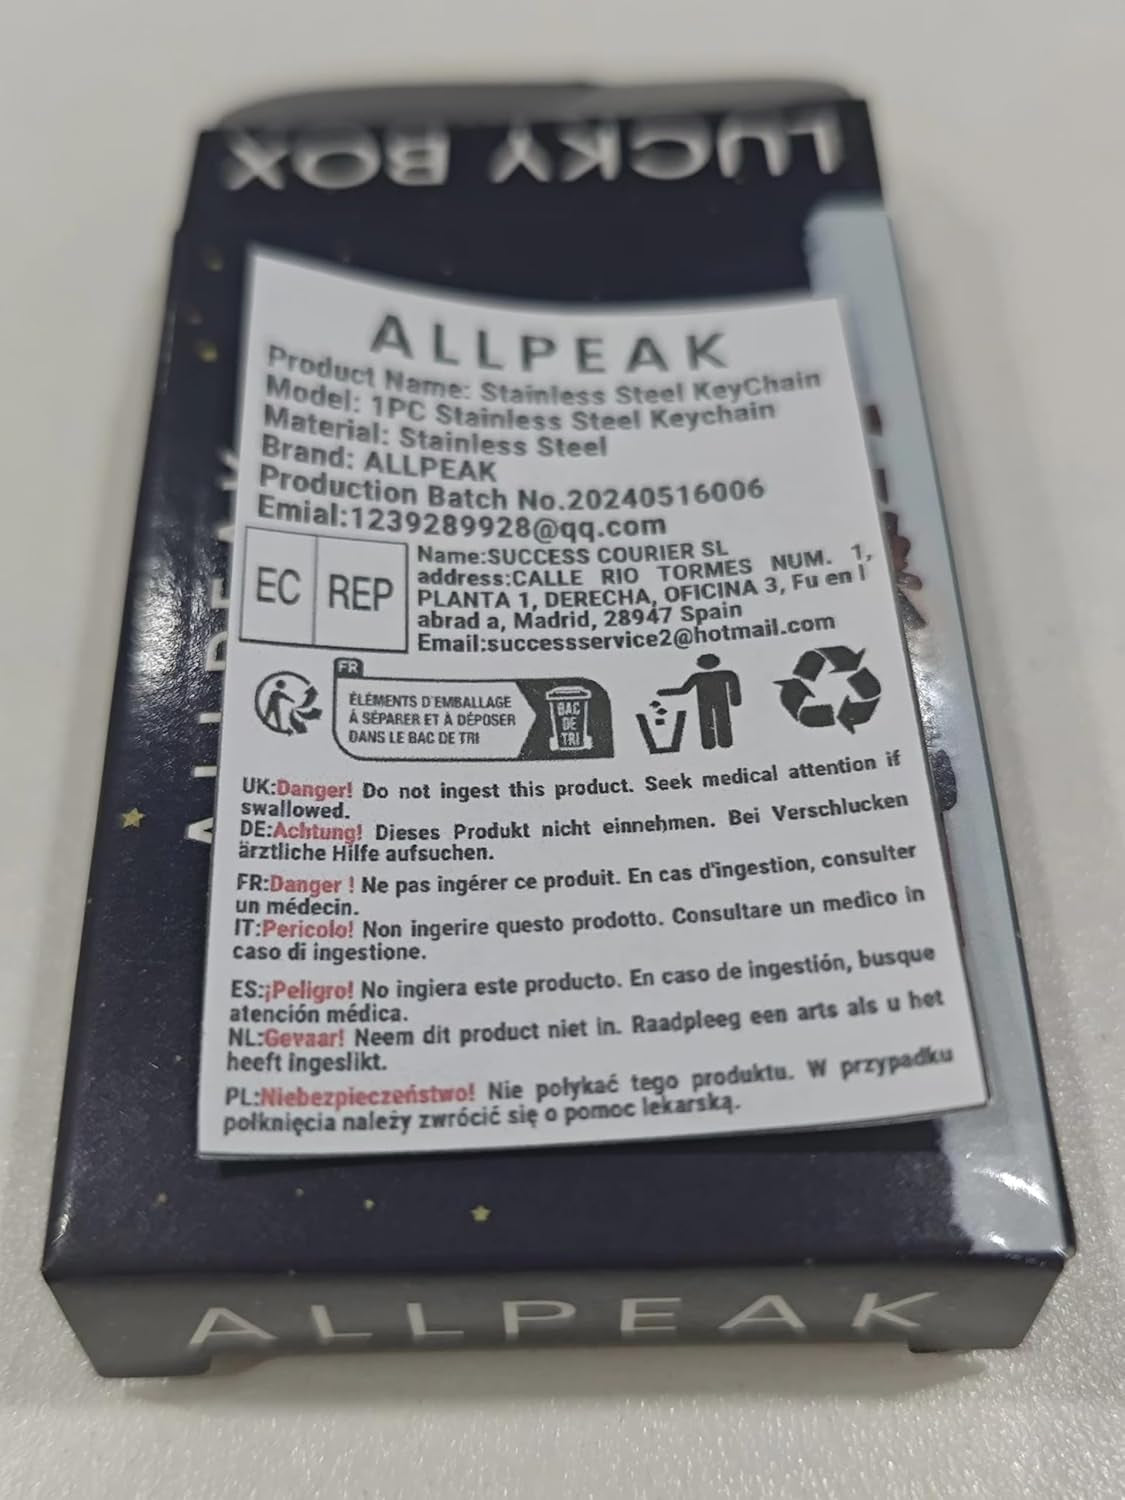 LUCKY BOX
ALLPEAK
Product Name: Stainless Steel KeyChain
Model: 1PC Stainless Steel Keychain
Material: Stainless Steel
Brand: ALLPEAK
Production Batch No.20240516006
Emial:1239289928@qq.com
EC REP
Name:SUCCESS COURIER SL
address:CALLE RIO TORMES NUM. 1,
PLANTA 1, DERECHA, OFICINA 3, Fu en l
abrad a, Madrid, 28947 Spain
Email:successservice2@hotmail.com
FR
ÉLÉMENTS D'EMBALLAGE
À SÉPARER ET À DÉPOSER
DANS LE BAC DE TRI
BAC
DE
TRI
UK:Danger! Do not ingest this product. Seek medical attention if
swallowed.
DE:Achtung! Dieses Produkt nicht einnehmen. Bei Verschlucken
ärztliche Hilfe aufsuchen.
FR:Danger ! Ne pas ingérer ce produit. En cas d'ingestion, consulter
un médecin.
IT:Pericolo! Non ingerire questo prodotto. Consultare un medico in
caso di ingestione.
ES:¡Peligro! No ingiera este producto. En caso de ingestión, busque
atención médica.
NL:Gevaar! Neem dit product niet in. Raadpleeg een arts als u het
heeft ingeslikt.
PL:Niebezpieczeństwo! Nie połykać tego produktu. W przypadku
połknięcia należy zwrócić się o pomoc lekarską.
ALLPEAK